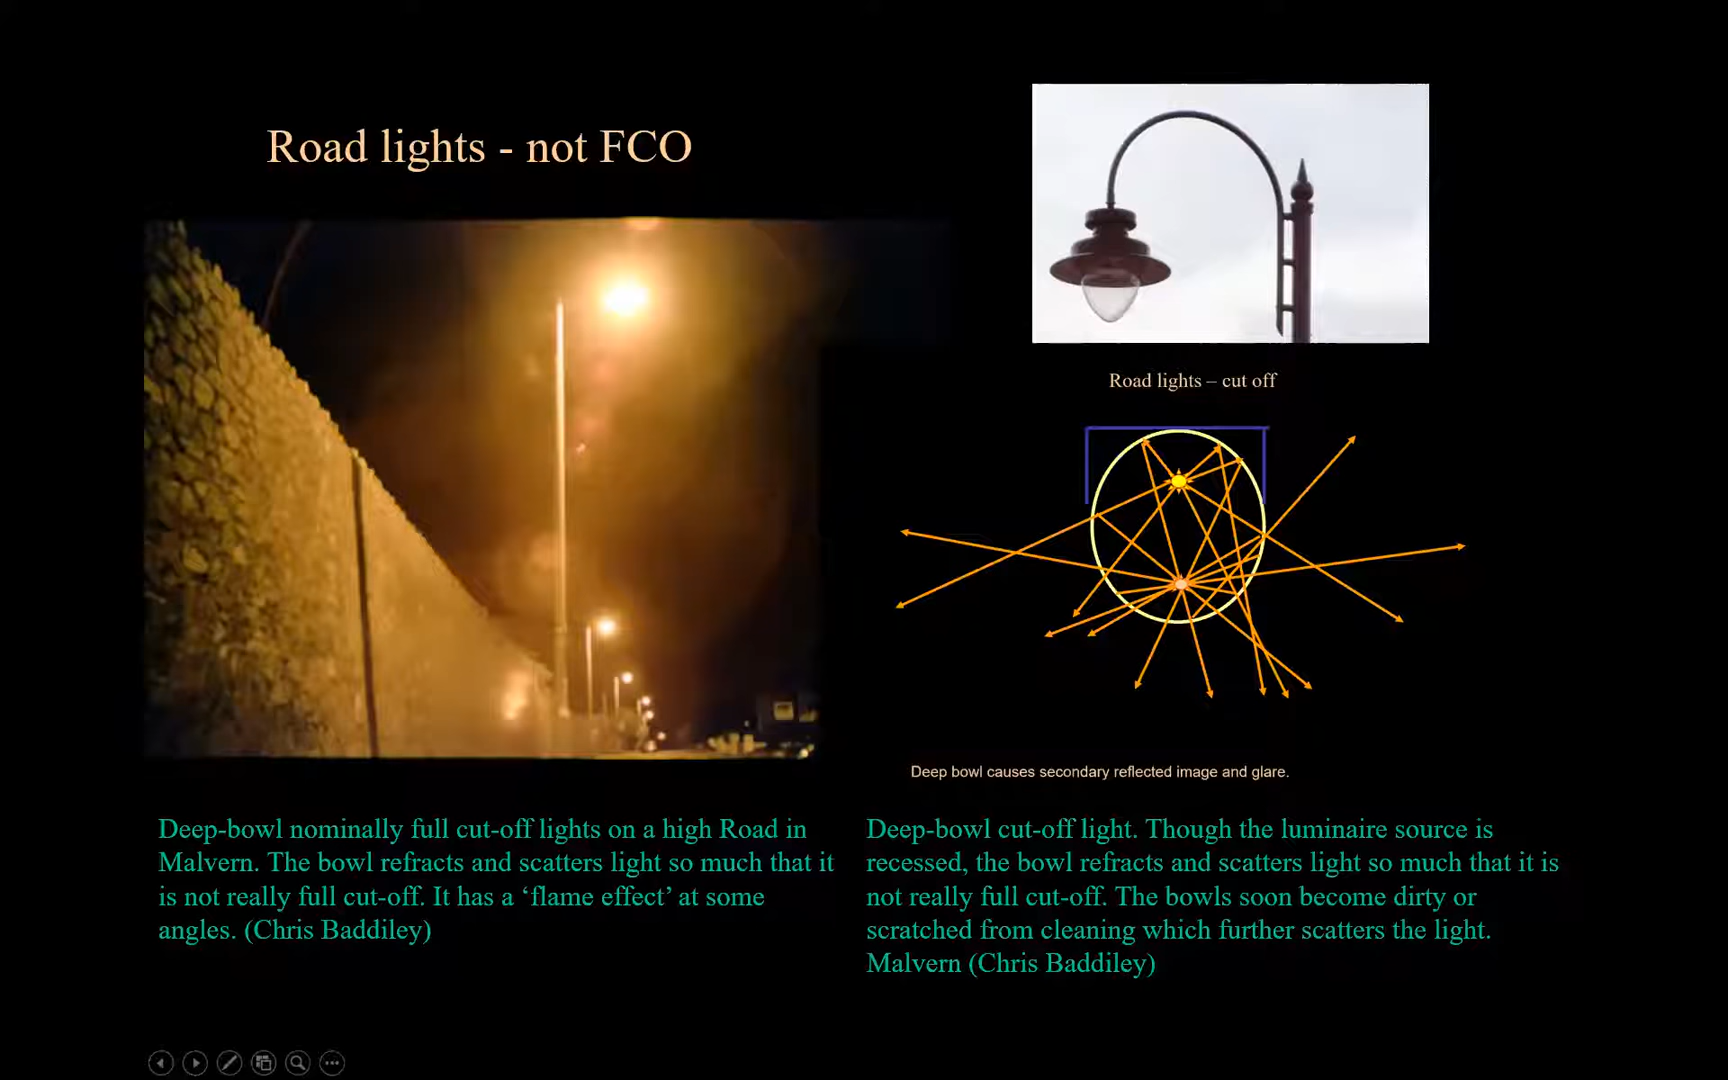 Road lights - not FCO
Road lights – cut off
Deep bowl causes secondary reflected image and glare.
Deep-bowl nominally full cut-off lights on a high Road in
Malvern. The bowl refracts and scatters light so much that it
is not really full cut-off. It has a ‘flame effect’ at some
angles. (Chris Baddiley)
Deep-bowl cut-off light. Though the luminaire source is
recessed, the bowl refracts and scatters light so much that it is
not really full cut-off. The bowls soon become dirty or
scratched from cleaning which further scatters the light.
Malvern (Chris Baddiley)